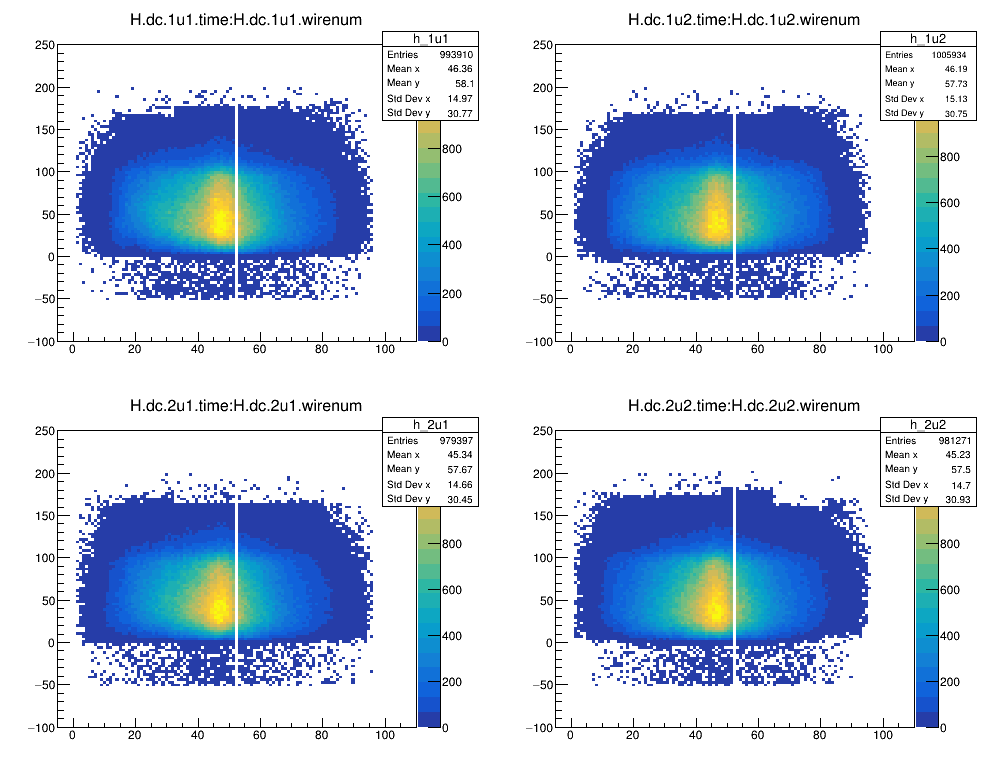 H.dc.1u1.time:H.dc.1u1.wirenum
h_1u1
Entries 993910
Mean x 46.36
Mean y 58.1
Std Dev x 14.97
Std Dev y 30.77
250
200
150
100
50
0
−50
−100
0 20 40 60 80 100
800
600
400
200
0
H.dc.1u2.time:H.dc.1u2.wirenum
h_1u2
Entries 1005934
Mean x 46.19
Mean y 57.73
Std Dev x 15.13
Std Dev y 30.75
250
200
150
100
50
0
−50
−100
0 20 40 60 80 100
800
600
400
200
0
H.dc.2u1.time:H.dc.2u1.wirenum
h_2u1
Entries 979397
Mean x 45.34
Mean y 57.67
Std Dev x 14.66
Std Dev y 30.45
250
200
150
100
50
0
−50
−100
0 20 40 60 80 100
800
600
400
200
0
H.dc.2u2.time:H.dc.2u2.wirenum
h_2u2
Entries 981271
Mean x 45.23
Mean y 57.5
Std Dev x 14.7
Std Dev y 30.93
250
200
150
100
50
0
−50
−100
0 20 40 60 80 100
800
600
400
200
0